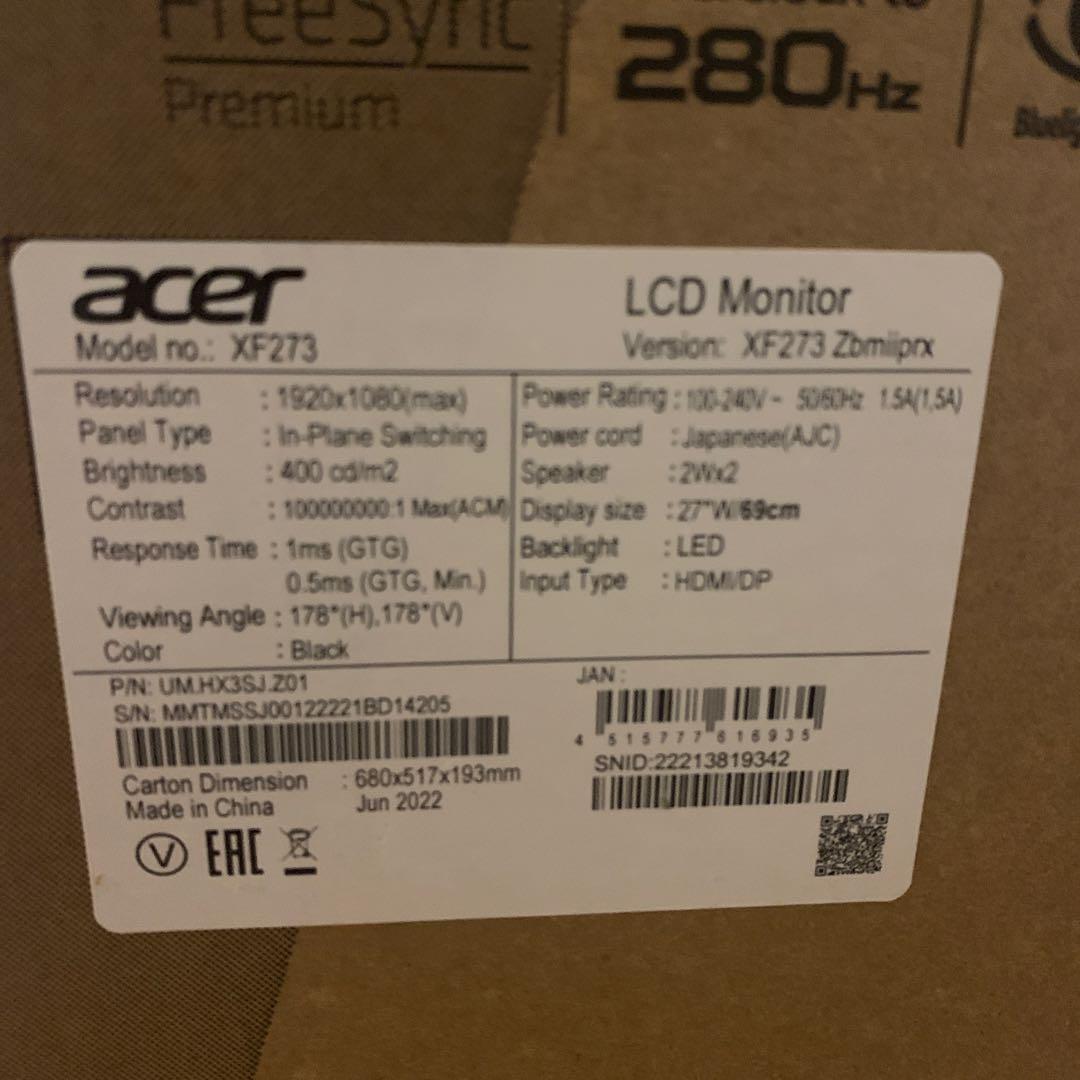 FreeSync
Premium
280Hz
acer
LCD Monitor
Model no.: XF273
Version: XF273 Zbmiiprx
Resolution : 1920x1080(max)
Panel Type : In-Plane Switching
Brightness : 400 cd/m2
Contrast : 100000000:1 Max(ACM)
Response Time : 1ms (GTG)
0.5ms (GTG, Min.)
Viewing Angle : 178°(H),178°(V)
Color : Black
Power Rating : 100-240V~ 50/60Hz 1.5A(1,5A)
Power cord : Japanese(AJC)
Speaker : 2Wx2
Display size : 27"W/69cm
Backlight : LED
Input Type : HDMI/DP
P/N: UM.HX3SJ.Z01
S/N: MMTMSSJ00122221BD14205
Carton Dimension : 680x517x193mm
Made in China Jun 2022
JAN :
4 515777 616935
SNID:22213819342
V EAC